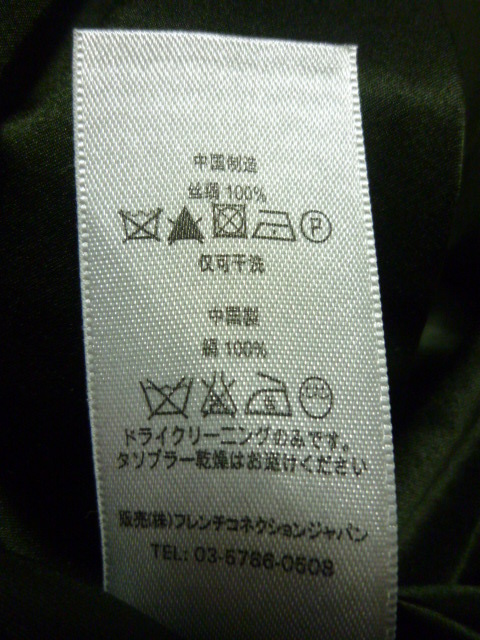 中国制造
丝绸 100%
P
仅可干洗
中国製
絹 100%
ドライクリーニングのみです。
タソブラー乾燥はお避けください
販売(株)フレンチコネクションジャパン
TEL: 03-5786-0508